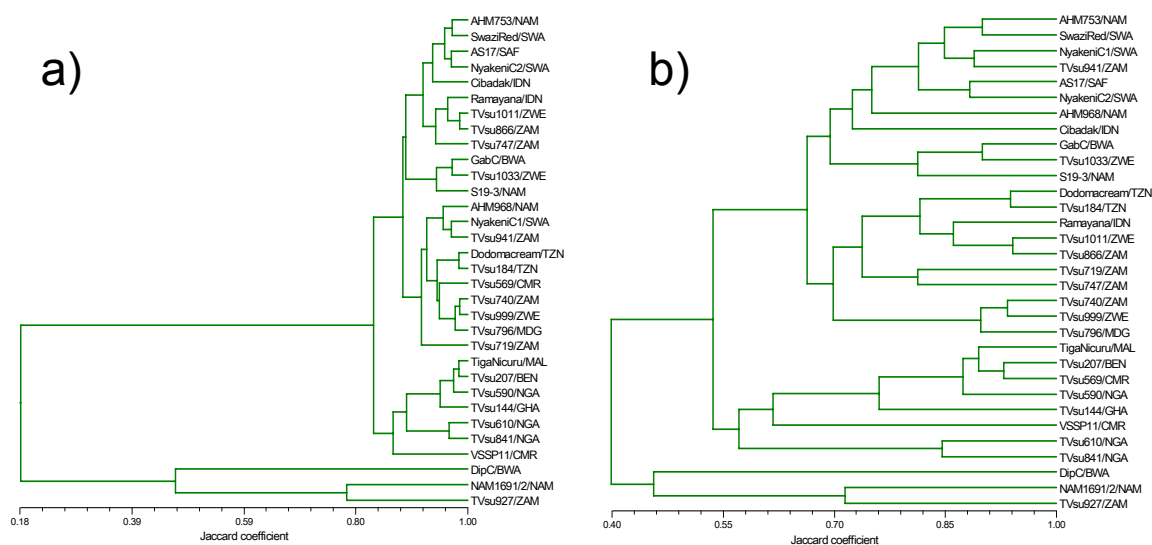 a)
AHM753/NAM
SwaziRed/SWA
AS17/SAF
NyakeniC2/SWA
Cibadak/IDN
Ramayana/IDN
TVsu1011/ZWE
TVsu866/ZAM
TVsu747/ZAM
GabC/BWA
TVsu1033/ZWE
S19-3/NAM
AHM968/NAM
NyakeniC1/SWA
TVsu941/ZAM
Dodomacream/TZN
TVsu184/TZN
TVsu569/CMR
TVsu740/ZAM
TVsu999/ZWE
TVsu796/MDG
TVsu719/ZAM
TigaNicuru/MAL
TVsu207/BEN
TVsu590/NGA
TVsu144/GHA
TVsu610/NGA
TVsu841/NGA
VSSP11/CMR
DipC/BWA
NAM1691/2/NAM
TVsu927/ZAM
0.18 0.39 0.59 0.80 1.00
Jaccard coefficient
b)
AHM753/NAM
SwaziRed/SWA
NyakeniC1/SWA
TVsu941/ZAM
AS17/SAF
NyakeniC2/SWA
AHM968/NAM
Cibadak/IDN
GabC/BWA
TVsu1033/ZWE
S19-3/NAM
Dodomacream/TZN
TVsu184/TZN
Ramayana/IDN
TVsu1011/ZWE
TVsu866/ZAM
TVsu719/ZAM
TVsu747/ZAM
TVsu740/ZAM
TVsu999/ZWE
TVsu796/MDG
TigaNicuru/MAL
TVsu207/BEN
TVsu569/CMR
TVsu590/NGA
TVsu144/GHA
VSSP11/CMR
TVsu610/NGA
TVsu841/NGA
DipC/BWA
NAM1691/2/NAM
TVsu927/ZAM
0.40 0.55 0.70 0.85 1.00
Jaccard coefficient